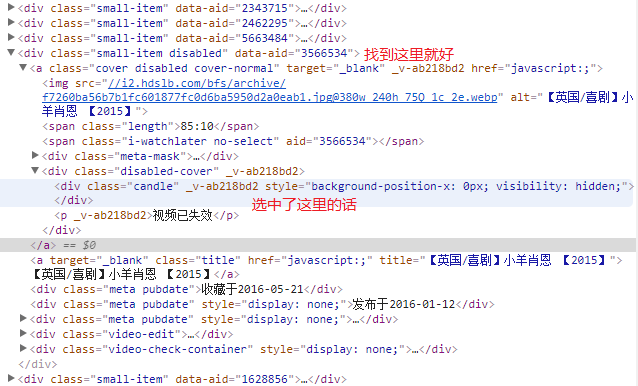 <div class="small-item" data-aid="2343715">…</div>
<div class="small-item" data-aid="2462295">…</div>
<div class="small-item" data-aid="5663484">…</div>
<div class="small-item disabled" data-aid="3566534"> 找到这里就好
<a class="cover disabled cover-normal" target="_blank" _v-ab218bd2 href="javascript:;">
<img src="//i2.hdslb.com/bfs/archive/
f7260ba56b7b1fc601877fc0d6ba5950d2a0eab1.jpg@380w_240h_75Q_1c_2e.webp" alt="【英国/喜剧】小
羊肖恩 【2015】">
<span class="length">85:10</span>
<span class="i-watchlater no-select" aid="3566534"></span>
<div class="meta-mask">…</div>
<div class="disabled-cover" _v-ab218bd2>
<div class="candle" _v-ab218bd2 style="background-position-x: 0px; visibility: hidden;">
</div> 选中了这里的话
<p _v-ab218bd2>视频已失效</p>
</div>
</a> == $0
<a target="_blank" class="title" href="javascript:;" title="【英国/喜剧】小羊肖恩 【2015】">
【英国/喜剧】小羊肖恩 【2015】</a>
<div class="meta pubdate">收藏于2016-05-21</div>
<div class="meta pubdate" style="display: none;">发布于2016-01-12</div>
<div class="meta pubdate" style="display: none;">…</div>
<div class="video-edit">…</div>
<div class="video-check-container" style="display: none;">…</div>
</div>
<div class="small-item" data-aid="1628856">…</div>